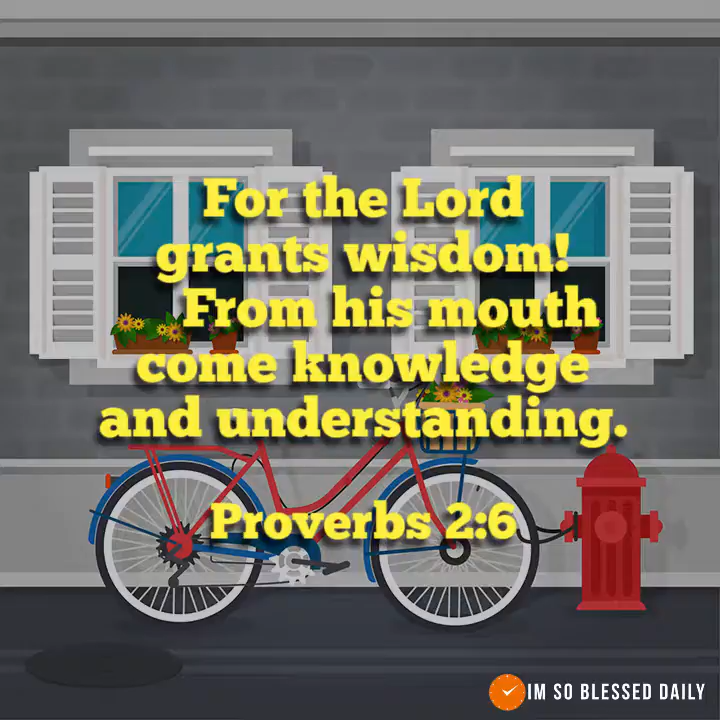 For the Lord
grants wisdom!
From his mouth
come knowledge
and understanding.
Proverbs 2:6
IM SO BLESSED DAILY